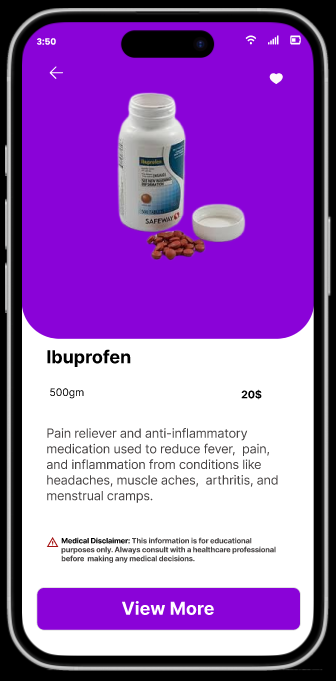 3:50
Ibuprofen
SAFEWAY
Ibuprofen
500gm
20$
Pain reliever and anti-inflammatory
medication used to reduce fever, pain,
and inflammation from conditions like
headaches, muscle aches, arthritis, and
menstrual cramps.
Medical Disclaimer: This information is for educational
purposes only. Always consult with a healthcare professional
before making any medical decisions.
View More